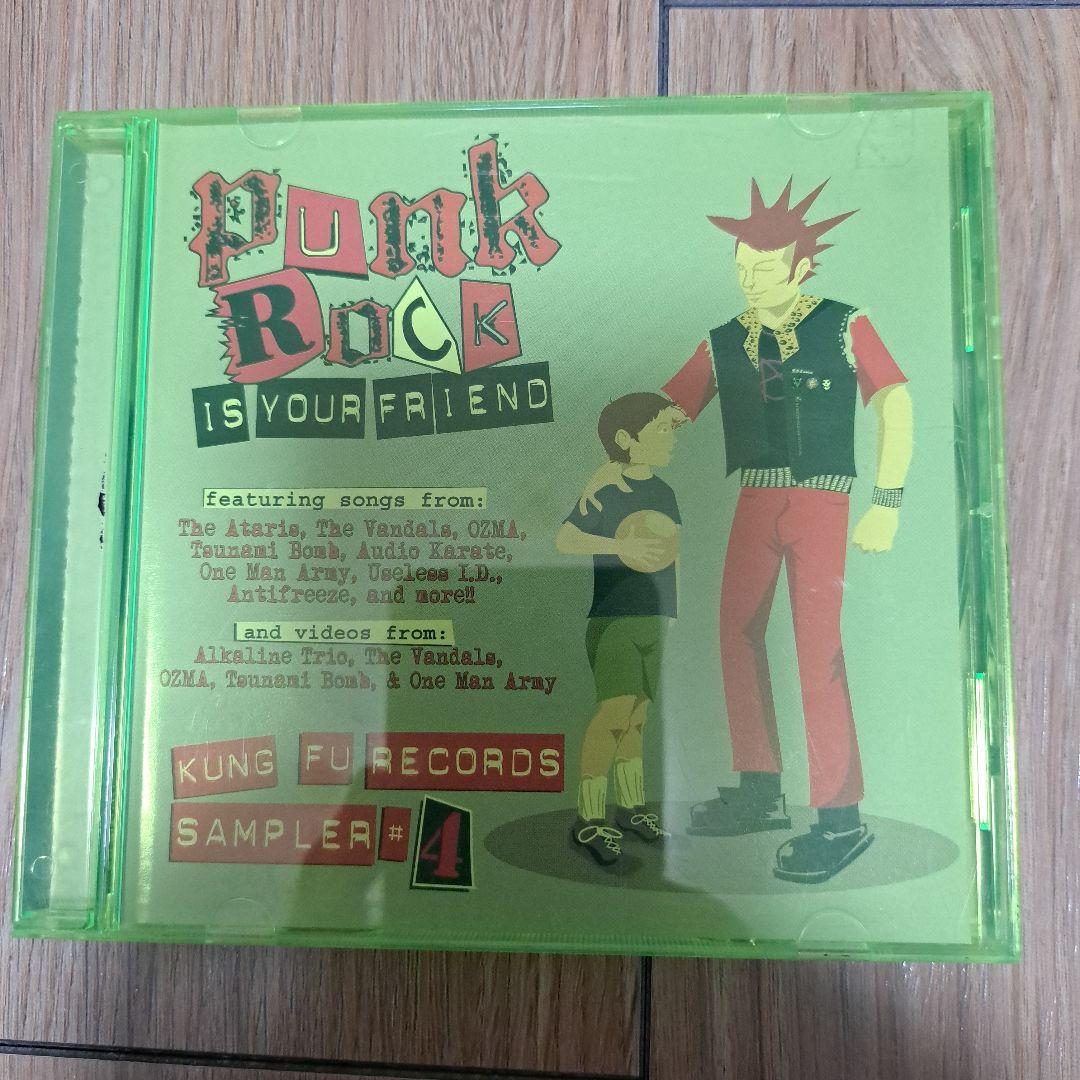 Punk
Rock
IS YOUR FRIEND
featuring songs from:
The Ataris, The Vandals, OZMA,
Tsunami Bomb, Audio Karate,
One Man Army, Useless I.D.,
Antifreeze, and more!!
and videos from:
Alkaline Trio, The Vandals,
OZMA, Tsunami Bomb, & One Man Army
KUNG FU RECORDS
SAMPLER #4